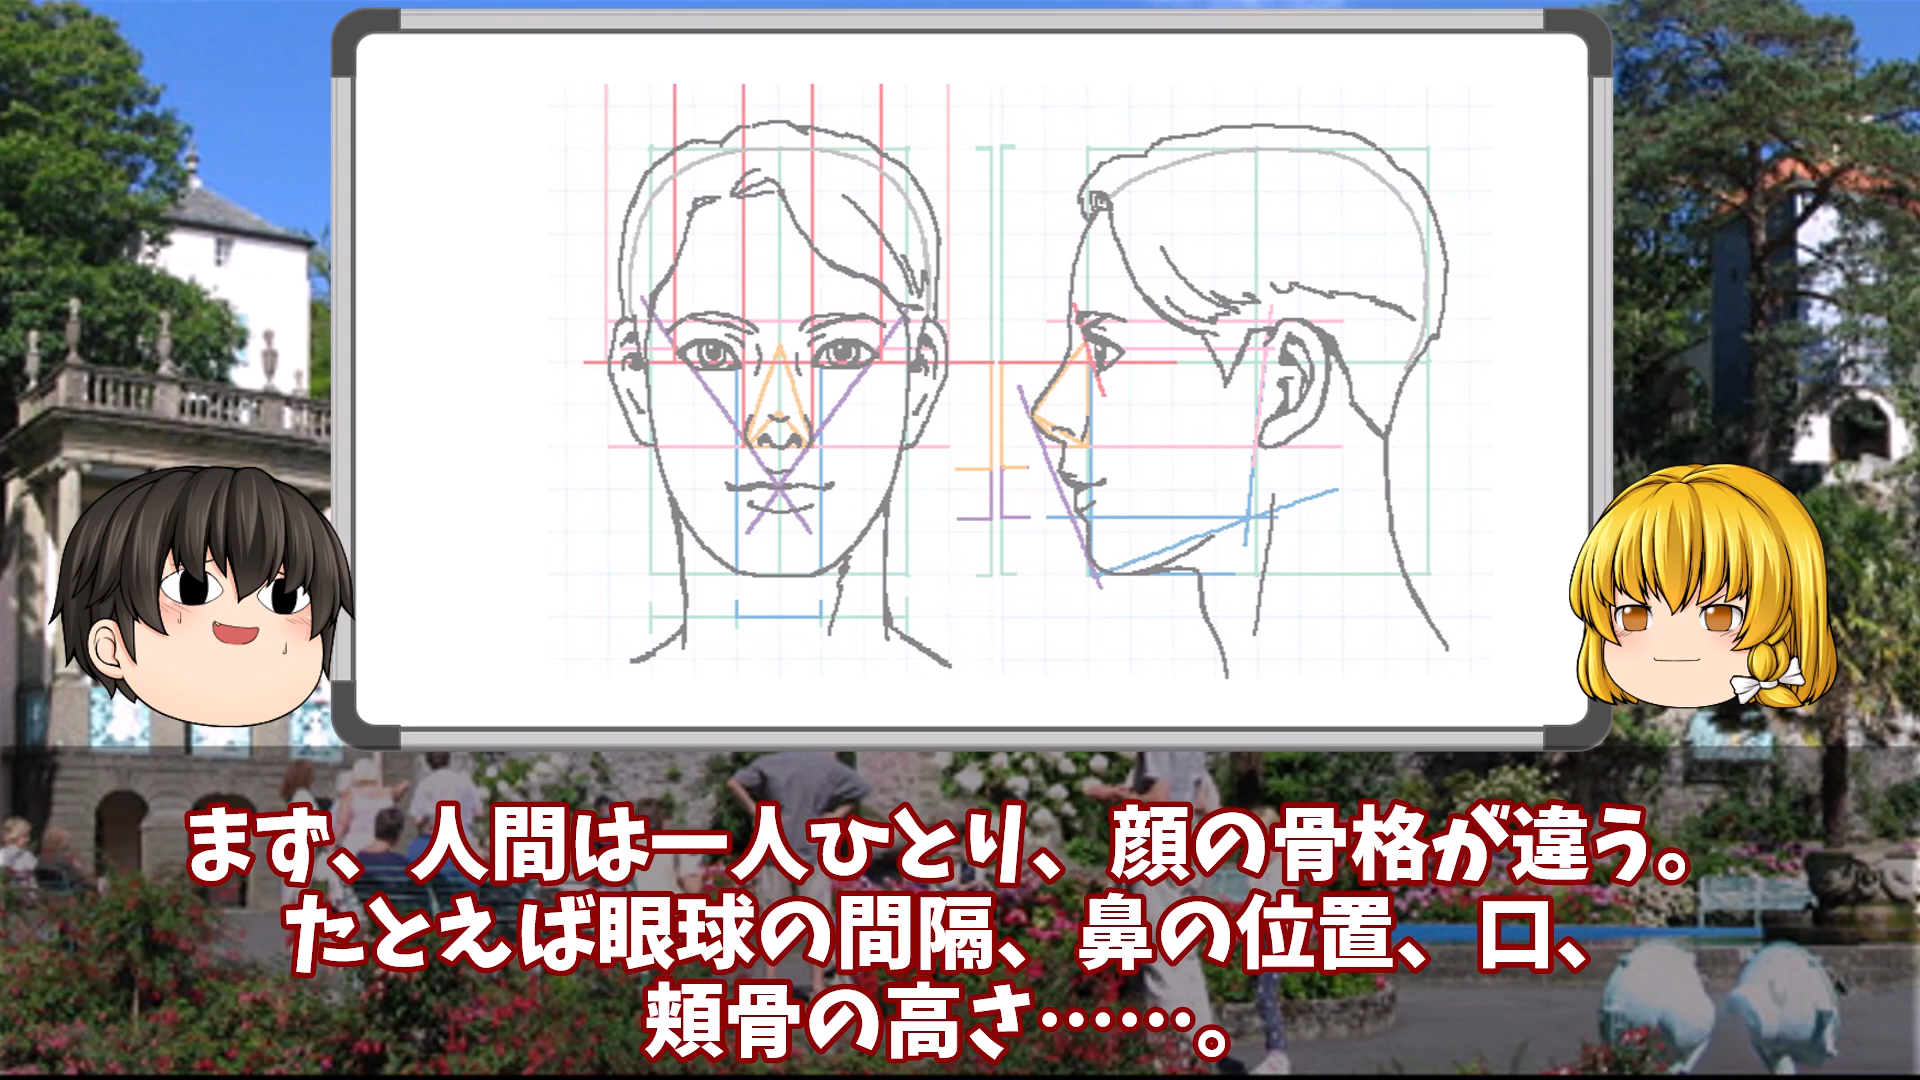 まず、人間は一人ひとり、顔の骨格が違う。
たとえば眼球の間隔、鼻の位置、口、
頬骨の高さ……。